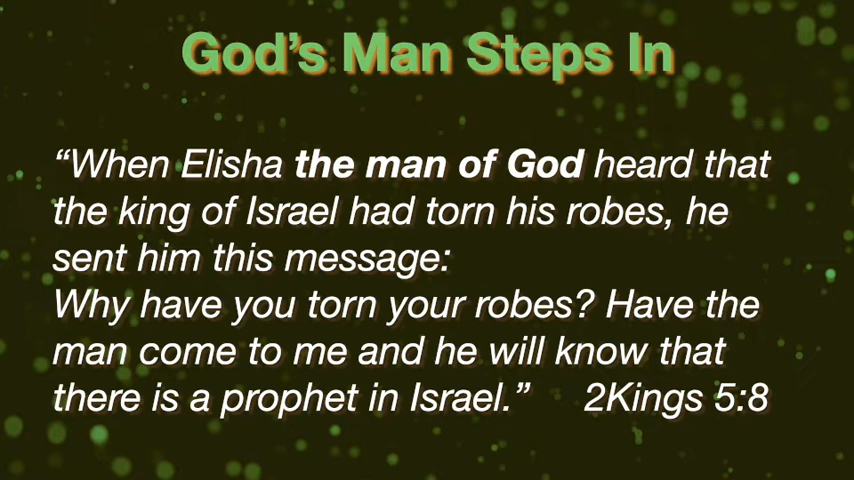 God’s Man Steps In
“When Elisha the man of God heard that
the king of Israel had torn his robes, he
sent him this message:
Why have you torn your robes? Have the
man come to me and he will know that
there is a prophet in Israel.” 2Kings 5:8